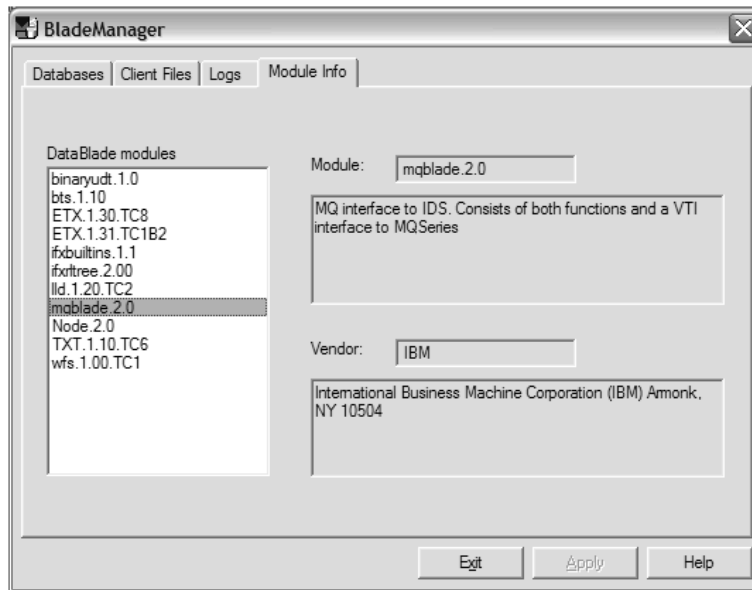 BladeManager
Databases Client Files Logs Module Info
DataBlade modules
binaryudt.1.0
bts.1.10
ETX.1.30.TC8
ETX.1.31.TC1B2
ifxbuiltins.1.1
ifxrltree.2.00
lld.1.20.TC2
mqblade.2.0
Node.2.0
TXT.1.10.TC6
wfs.1.00.TC1
Module: mqblade.2.0
MQ interface to IDS. Consists of both functions and a VTI
interface to MQSeries
Vendor: IBM
International Business Machine Corporation (IBM) Armonk,
NY 10504
Exit Apply Help